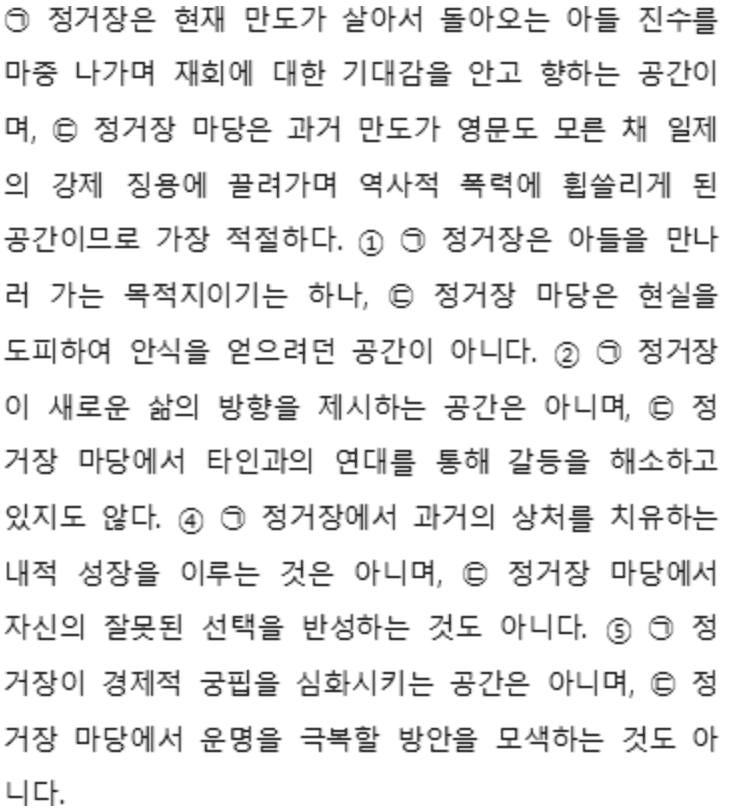 ㉠ 정거장은 현재 만도가 살아서 돌아오는 아들 진수를
마중 나가며 재회에 대한 기대감을 안고 향하는 공간이
며, ㉢ 정거장 마당은 과거 만도가 영문도 모른 채 일제
의 강제 징용에 끌려가며 역사적 폭력에 휩쓸리게 된
공간이므로 가장 적절하다. ① ㉠ 정거장은 아들을 만나
러 가는 목적지이기는 하나, ㉢ 정거장 마당은 현실을
도피하여 안식을 얻으려던 공간이 아니다. ② ㉠ 정거장
이 새로운 삶의 방향을 제시하는 공간은 아니며, ㉢ 정
거장 마당에서 타인과의 연대를 통해 갈등을 해소하고
있지도 않다. ④ ㉠ 정거장에서 과거의 상처를 치유하는
내적 성장을 이루는 것은 아니며, ㉢ 정거장 마당에서
자신의 잘못된 선택을 반성하는 것도 아니다. ⑤ ㉠ 정
거장이 경제적 궁핍을 심화시키는 공간은 아니며, ㉢ 정
거장 마당에서 운명을 극복할 방안을 모색하는 것도 아
니다.